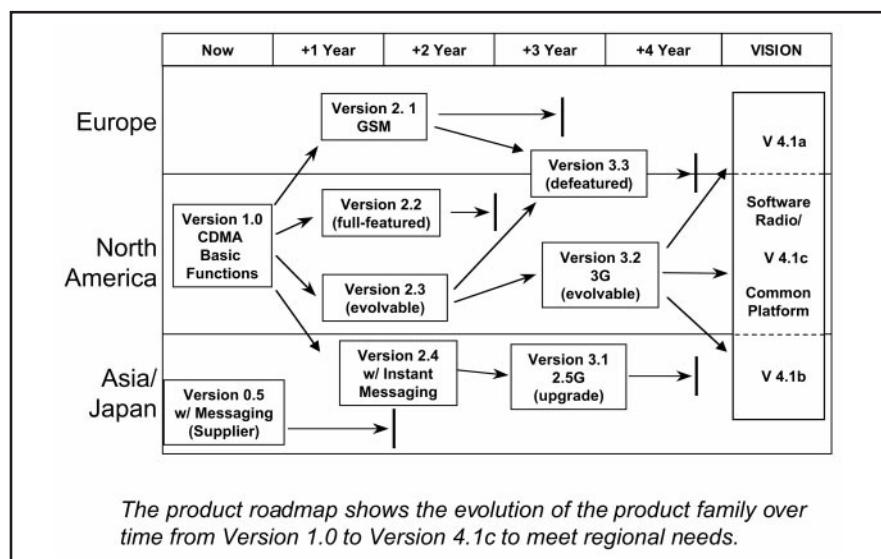 Now +1 Year +2 Year +3 Year +4 Year VISION
Europe
Version 2. 1
GSM
Version 3.3
(defeatured)
V 4.1a
North
America
Version 1.0
CDMA
Basic
Functions
Version 2.2
(full-featured)
Version 2.3
(evolvable)
Version 3.2
3G
(evolvable)
Software
Radio/
V 4.1c
Common
Platform
Asia/
Japan
Version 0.5
w/ Messaging
(Supplier)
Version 2.4
w/ Instant
Messaging
Version 3.1
2.5G
(upgrade)
V 4.1b
The product roadmap shows the evolution of the product family over
time from Version 1.0 to Version 4.1c to meet regional needs.